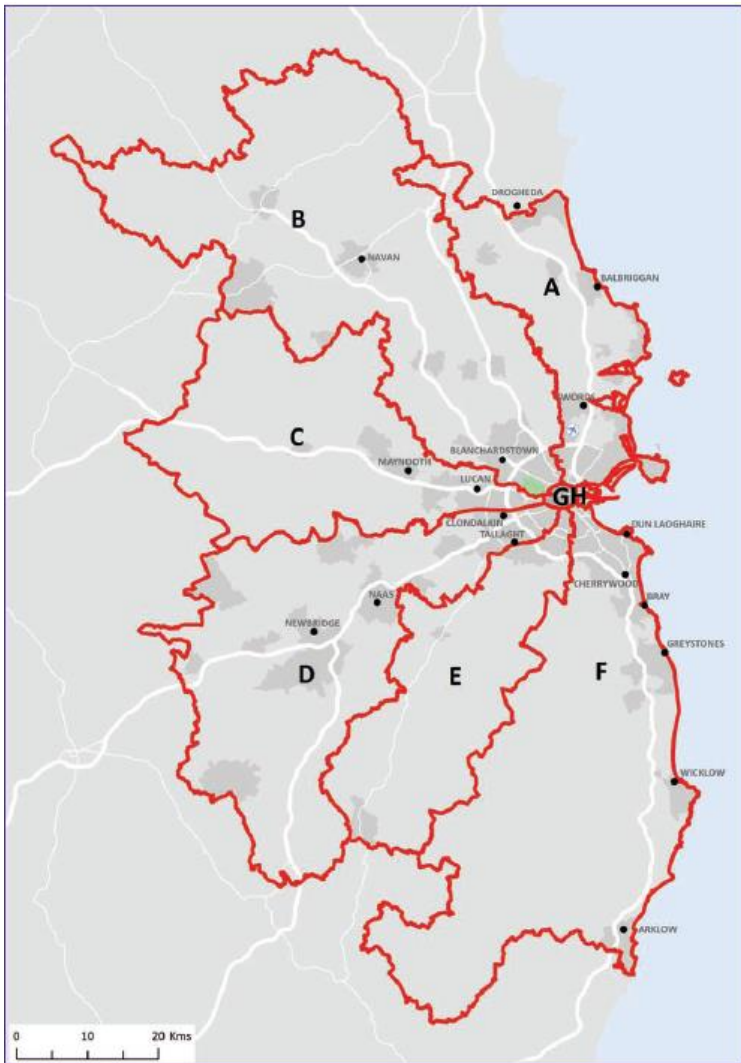 DROGHEDA
B
NAVAN
A
BALBRIGGAN
SWORDS
C
BLANCHARDSTOWN
MAYNOOTH
LUCAN
GH
CLONDALKIN
DUN LAOGHAIRE
TALLAGHT
CHERRYWOOD
NAAS
BRAY
NEWBRIDGE
GREYSTONES
D
E
F
WICKLOW
ARKLOW
0 10 20 Kms